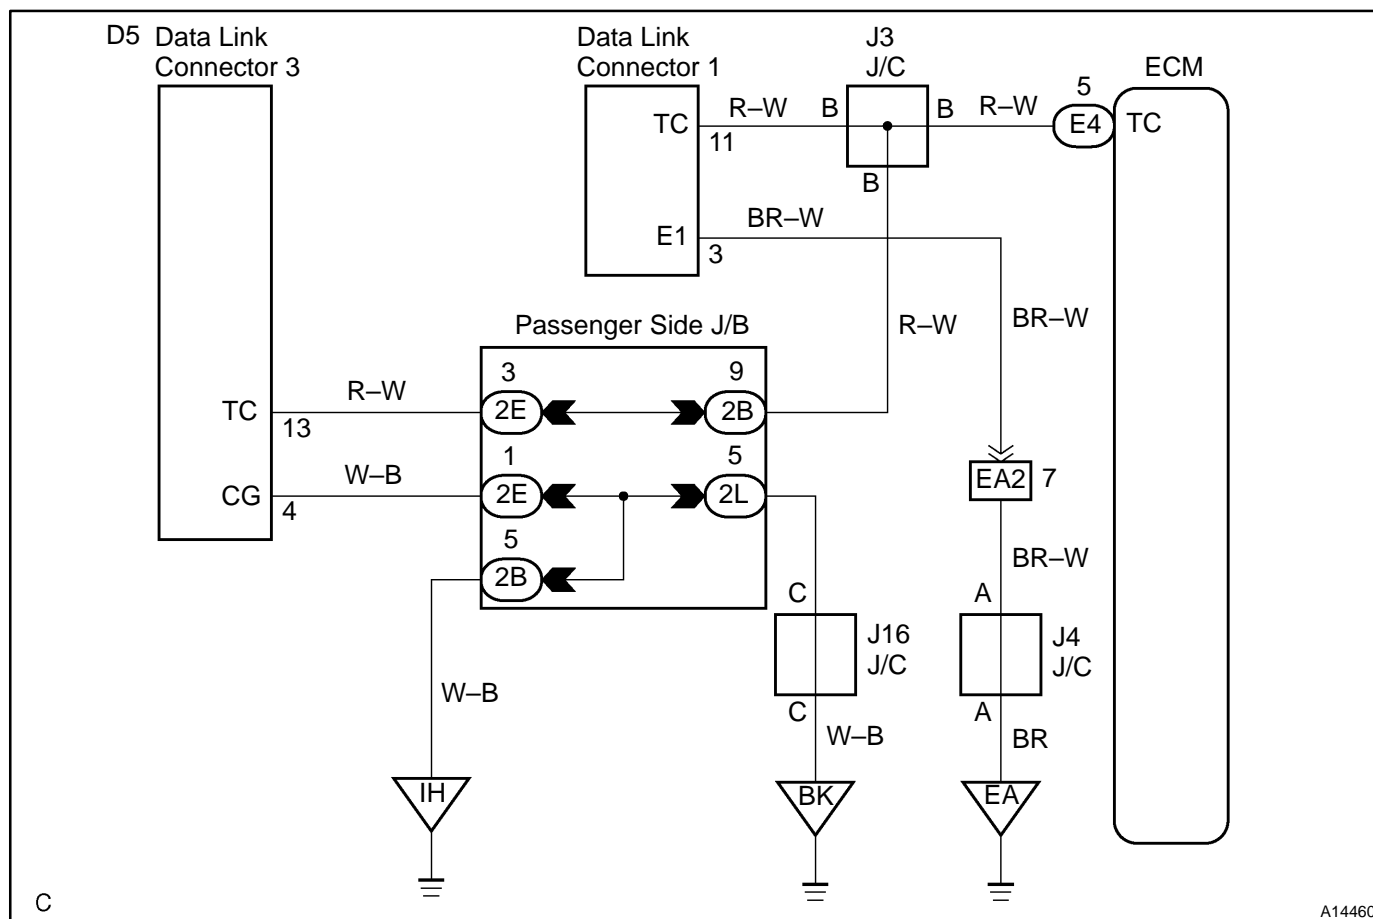 D5 Data Link
Connector 3
Data Link
Connector 1
J3
J/C
ECM
TC
11
R–W
B
B
R–W
5
E4
TC
B
E1
3
BR–W
Passenger Side J/B
R–W
BR–W
TC
13
R–W
3
2E
9
2B
CG
4
W–B
1
2E
5
2L
EA2
7
5
2B
BR–W
C
J16
J/C
A
J4
J/C
W–B
C
W–B
A
BR
IH
BK
EA
C
A14460